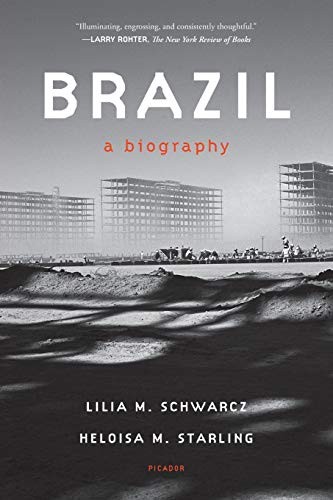 "Illuminating, engrossing, and consistently thoughtful."
—LARRY ROHTER, The New York Review of Books
BRAZIL
a biography
LILIA M. SCHWARCZ
HELOISA M. STARLING
PICADOR